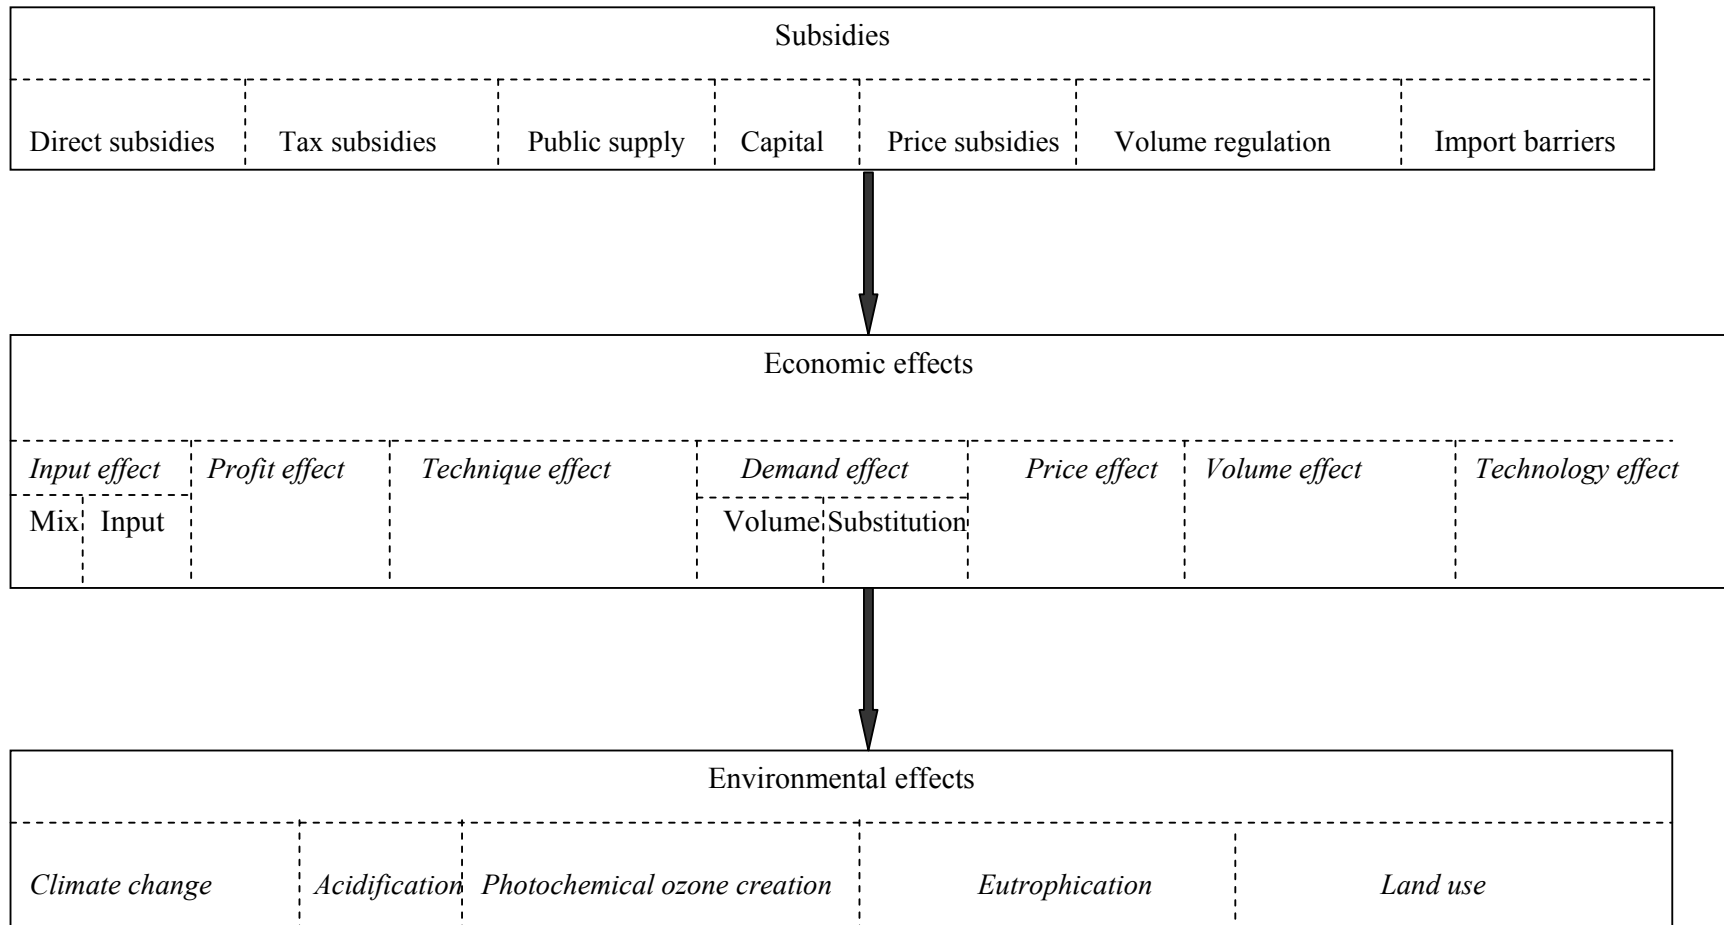 Subsidies
Direct subsidies Tax subsidies Public supply Capital Price subsidies Volume regulation Import barriers
Economic effects
Input effect Profit effect Technique effect Demand effect Price effect Volume effect Technology effect
Mix Input Volume Substitution
Environmental effects
Climate change Acidification Photochemical ozone creation Eutrophication Land use